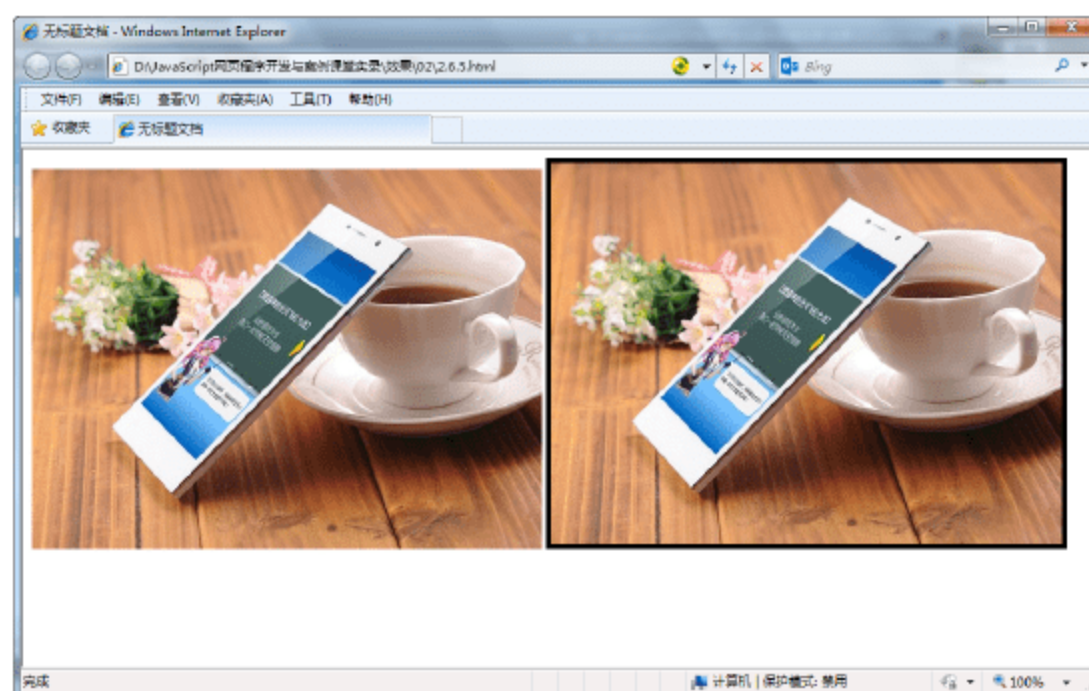 无标题文档 - Windows Internet Explorer
D:\JavaScript网页程序开发与案例课堂实录\效果\02\2.6.5.html
Bing
文件(F) 编辑(E) 查看(V) 收藏夹(A) 工具(T) 帮助(H)
收藏夹 无标题文档
完成 计算机 | 保护模式: 禁用 100%